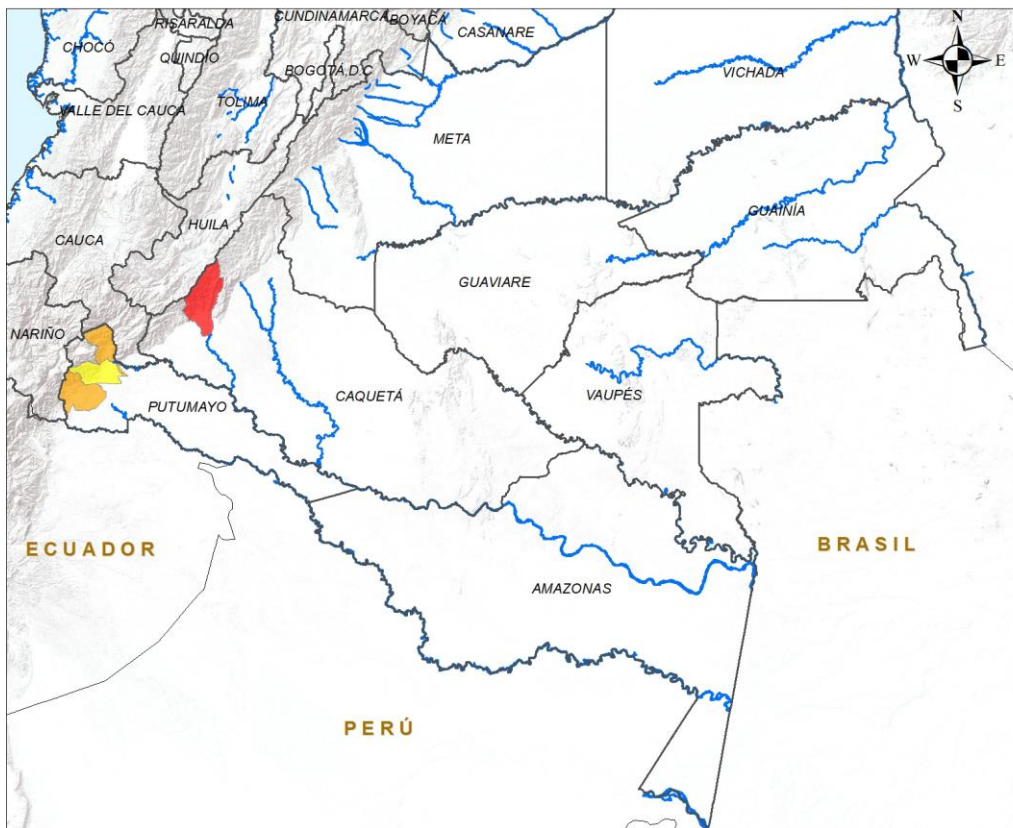 RISARALDA
CUNDINAMARCA
BOYACÁ
CASANARE
N
CHOCÓ
QUINDÍO
BOGOTÁ,D.C
VICHADA
W
E
S
VALLE DEL CAUCA
TOLIMA
META
GUAINÍA
HUILA
CAUCA
GUAVIARE
NARIÑO
CAQUETÁ
VAUPÉS
PUTUMAYO
ECUADOR
BRASIL
AMAZONAS
PERÚ